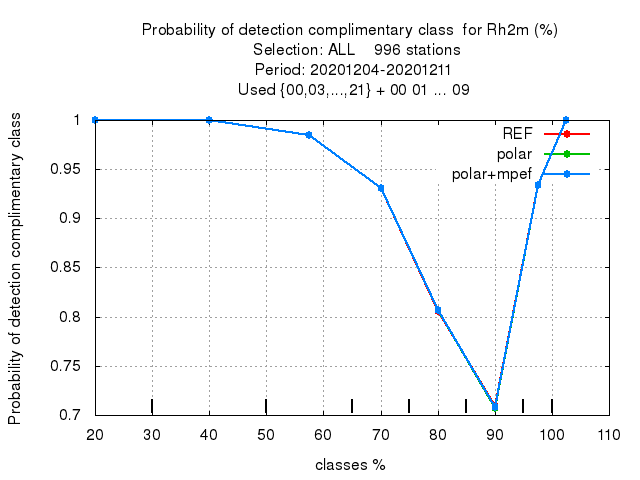 Probability of detection complimentary class  for Rh2m (%)
Selection: ALL    996 stations
Period: 20201204-20201211
Used {00,03,...,21} + 00 01 ... 09
Probability of detection complimentary class
1
0.95
0.9
0.85
0.8
0.75
0.7
REF
polar
polar+mpef
20 30 40 50 60 70 80 90 100 110
classes %